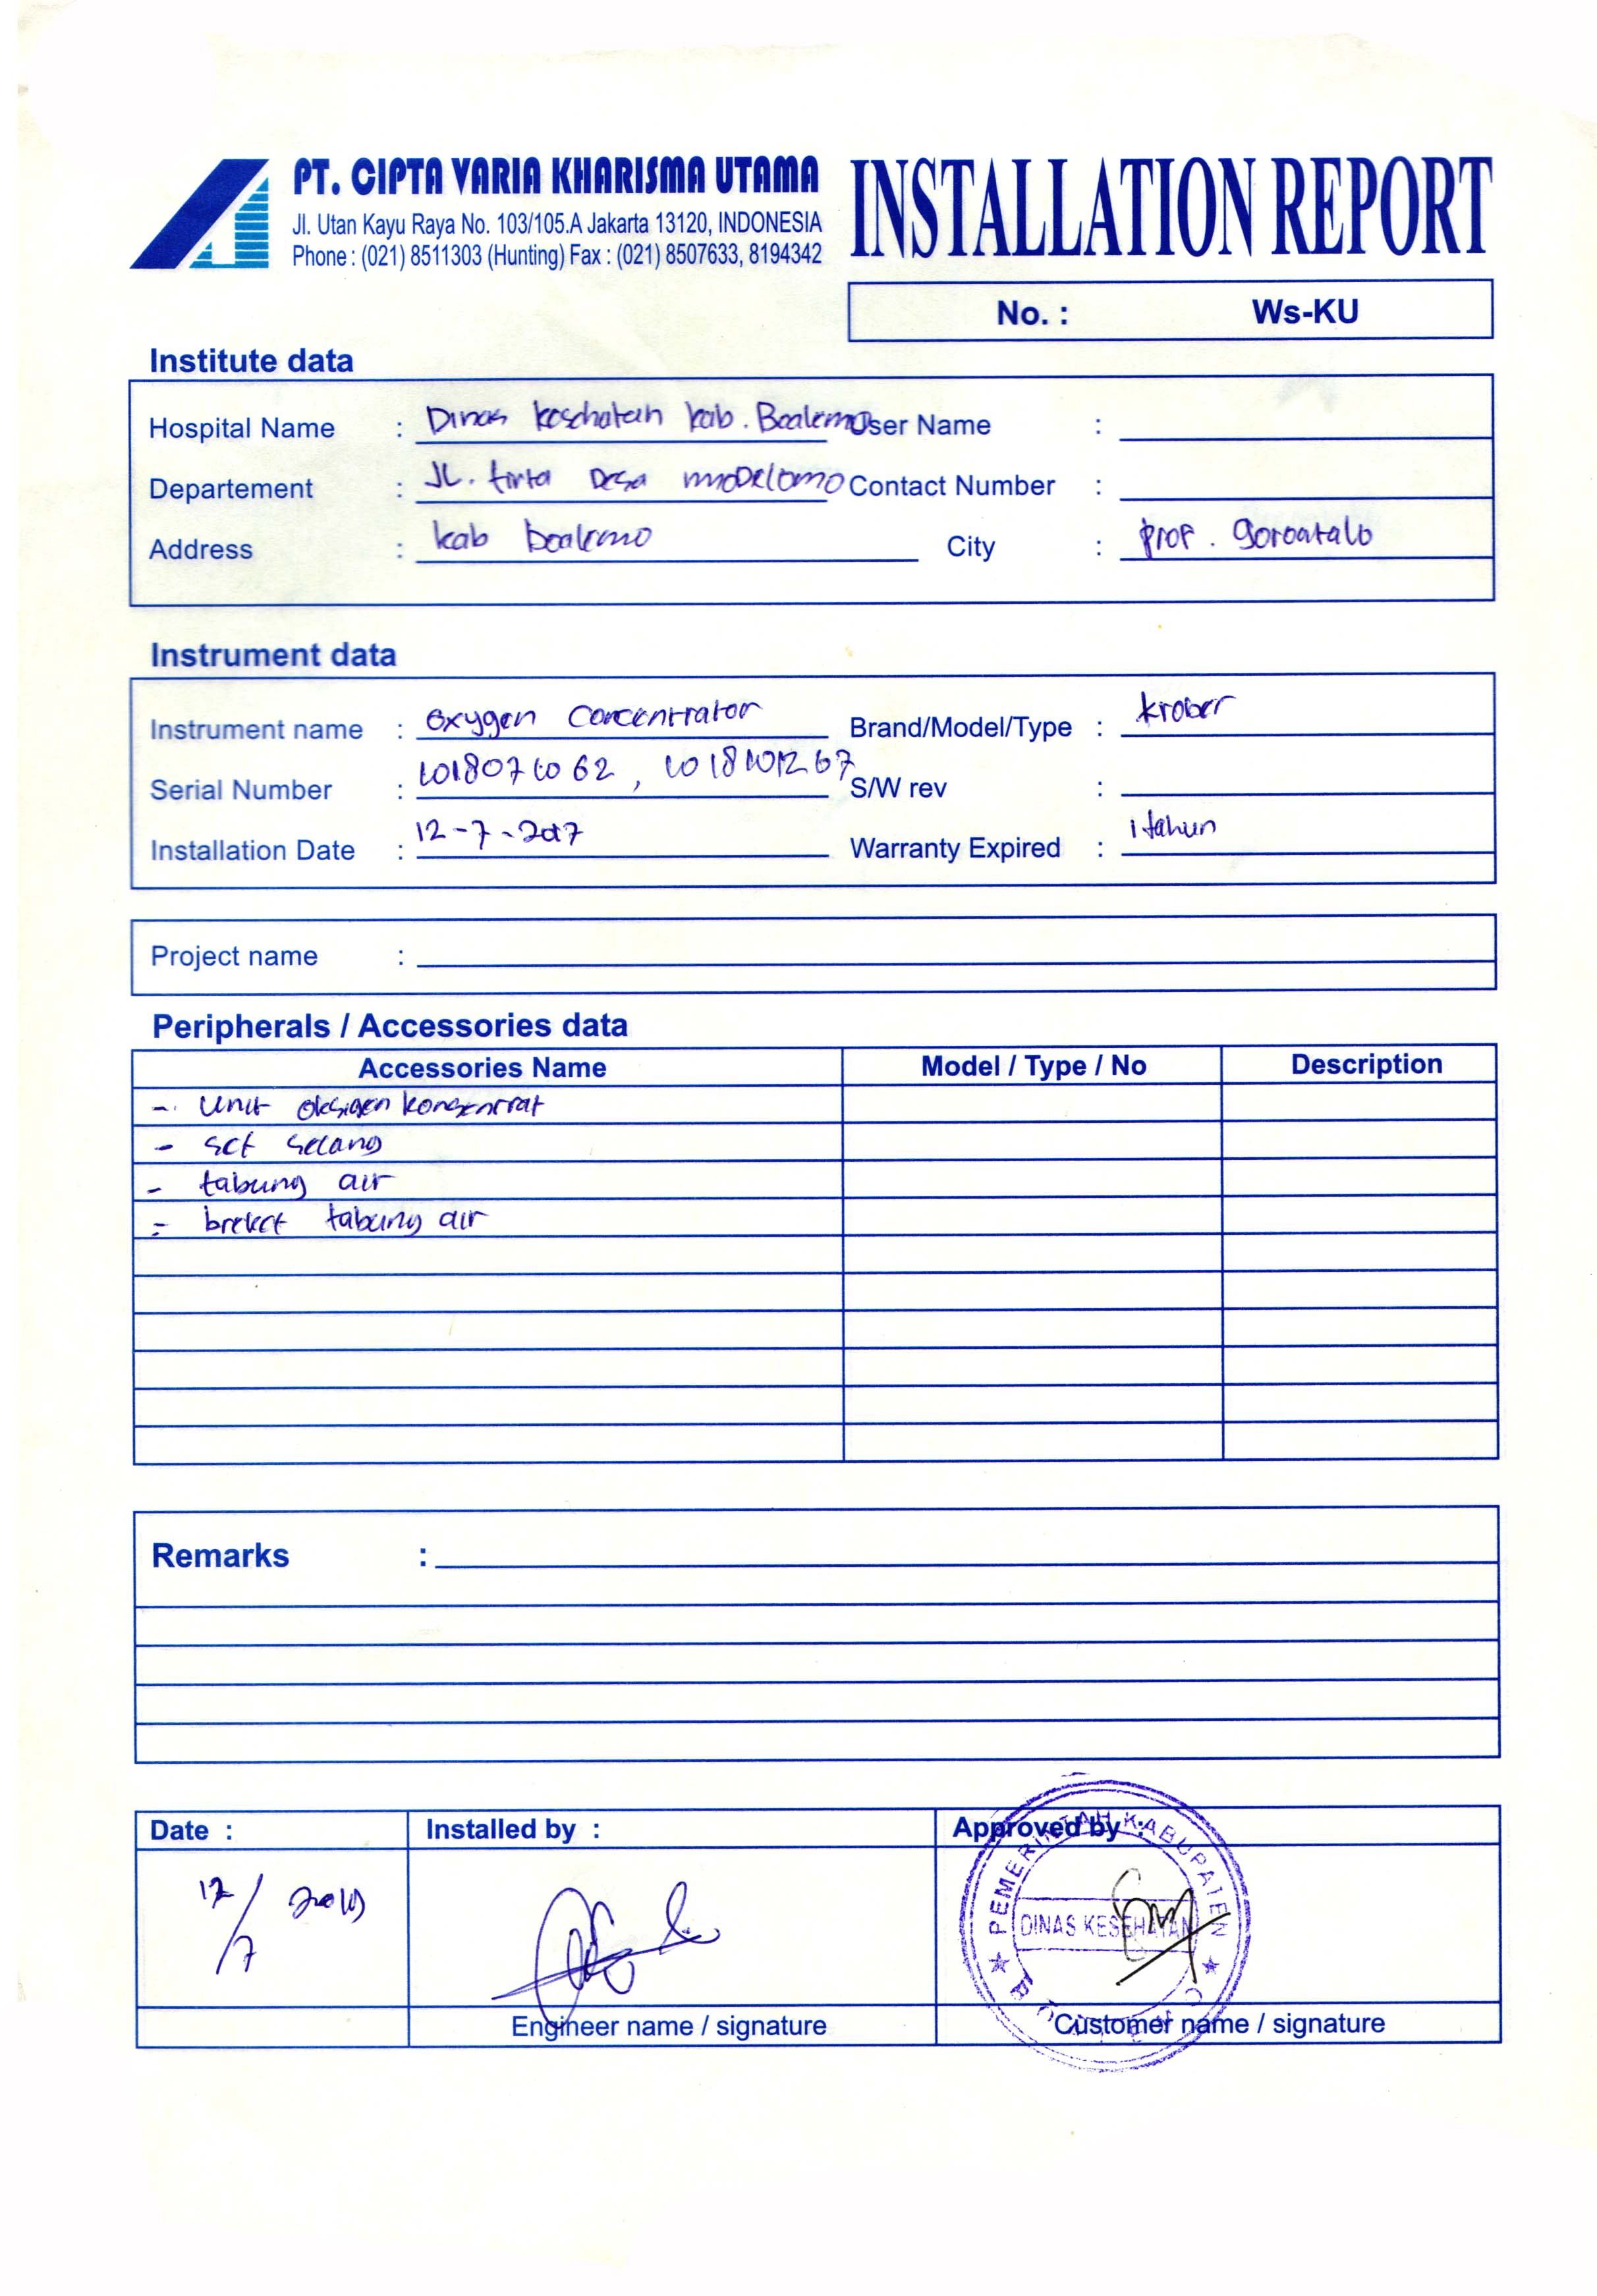 PT. CIPTA VARIA KHARISMA UTAMA
INSTALLATION REPORT
Jl. Utan Kayu Raya No. 103/105.A Jakarta 13120, INDONESIA
Phone : (021) 8511303 (Hunting) Fax : (021) 8507633, 8194342
No. : Ws-KU
Institute data
Hospital Name : Dinas kesehatan kab. Boalemo User Name :
Departement : JL. tirta Desa modelomo Contact Number :
Address : kab boalemo City : prof. gorontalo
Instrument data
Instrument name : Oxygen Concentrator Brand/Model/Type : krober
Serial Number : S/W rev :
Installation Date : 12-7-2017 Warranty Expired : 1 tahun
Project name :
Peripherals / Accessories data
Accessories Name Model / Type / No Description
- Unit oksigen konsentrat
- set selang
- tabung air
- breket tabung air
Remarks :
Date : Installed by : Approved by :
12/7
PEMERINTAH KABUPATEN
DINAS KESEHATAN
BOALEMO
Engineer name / signature Customer name / signature